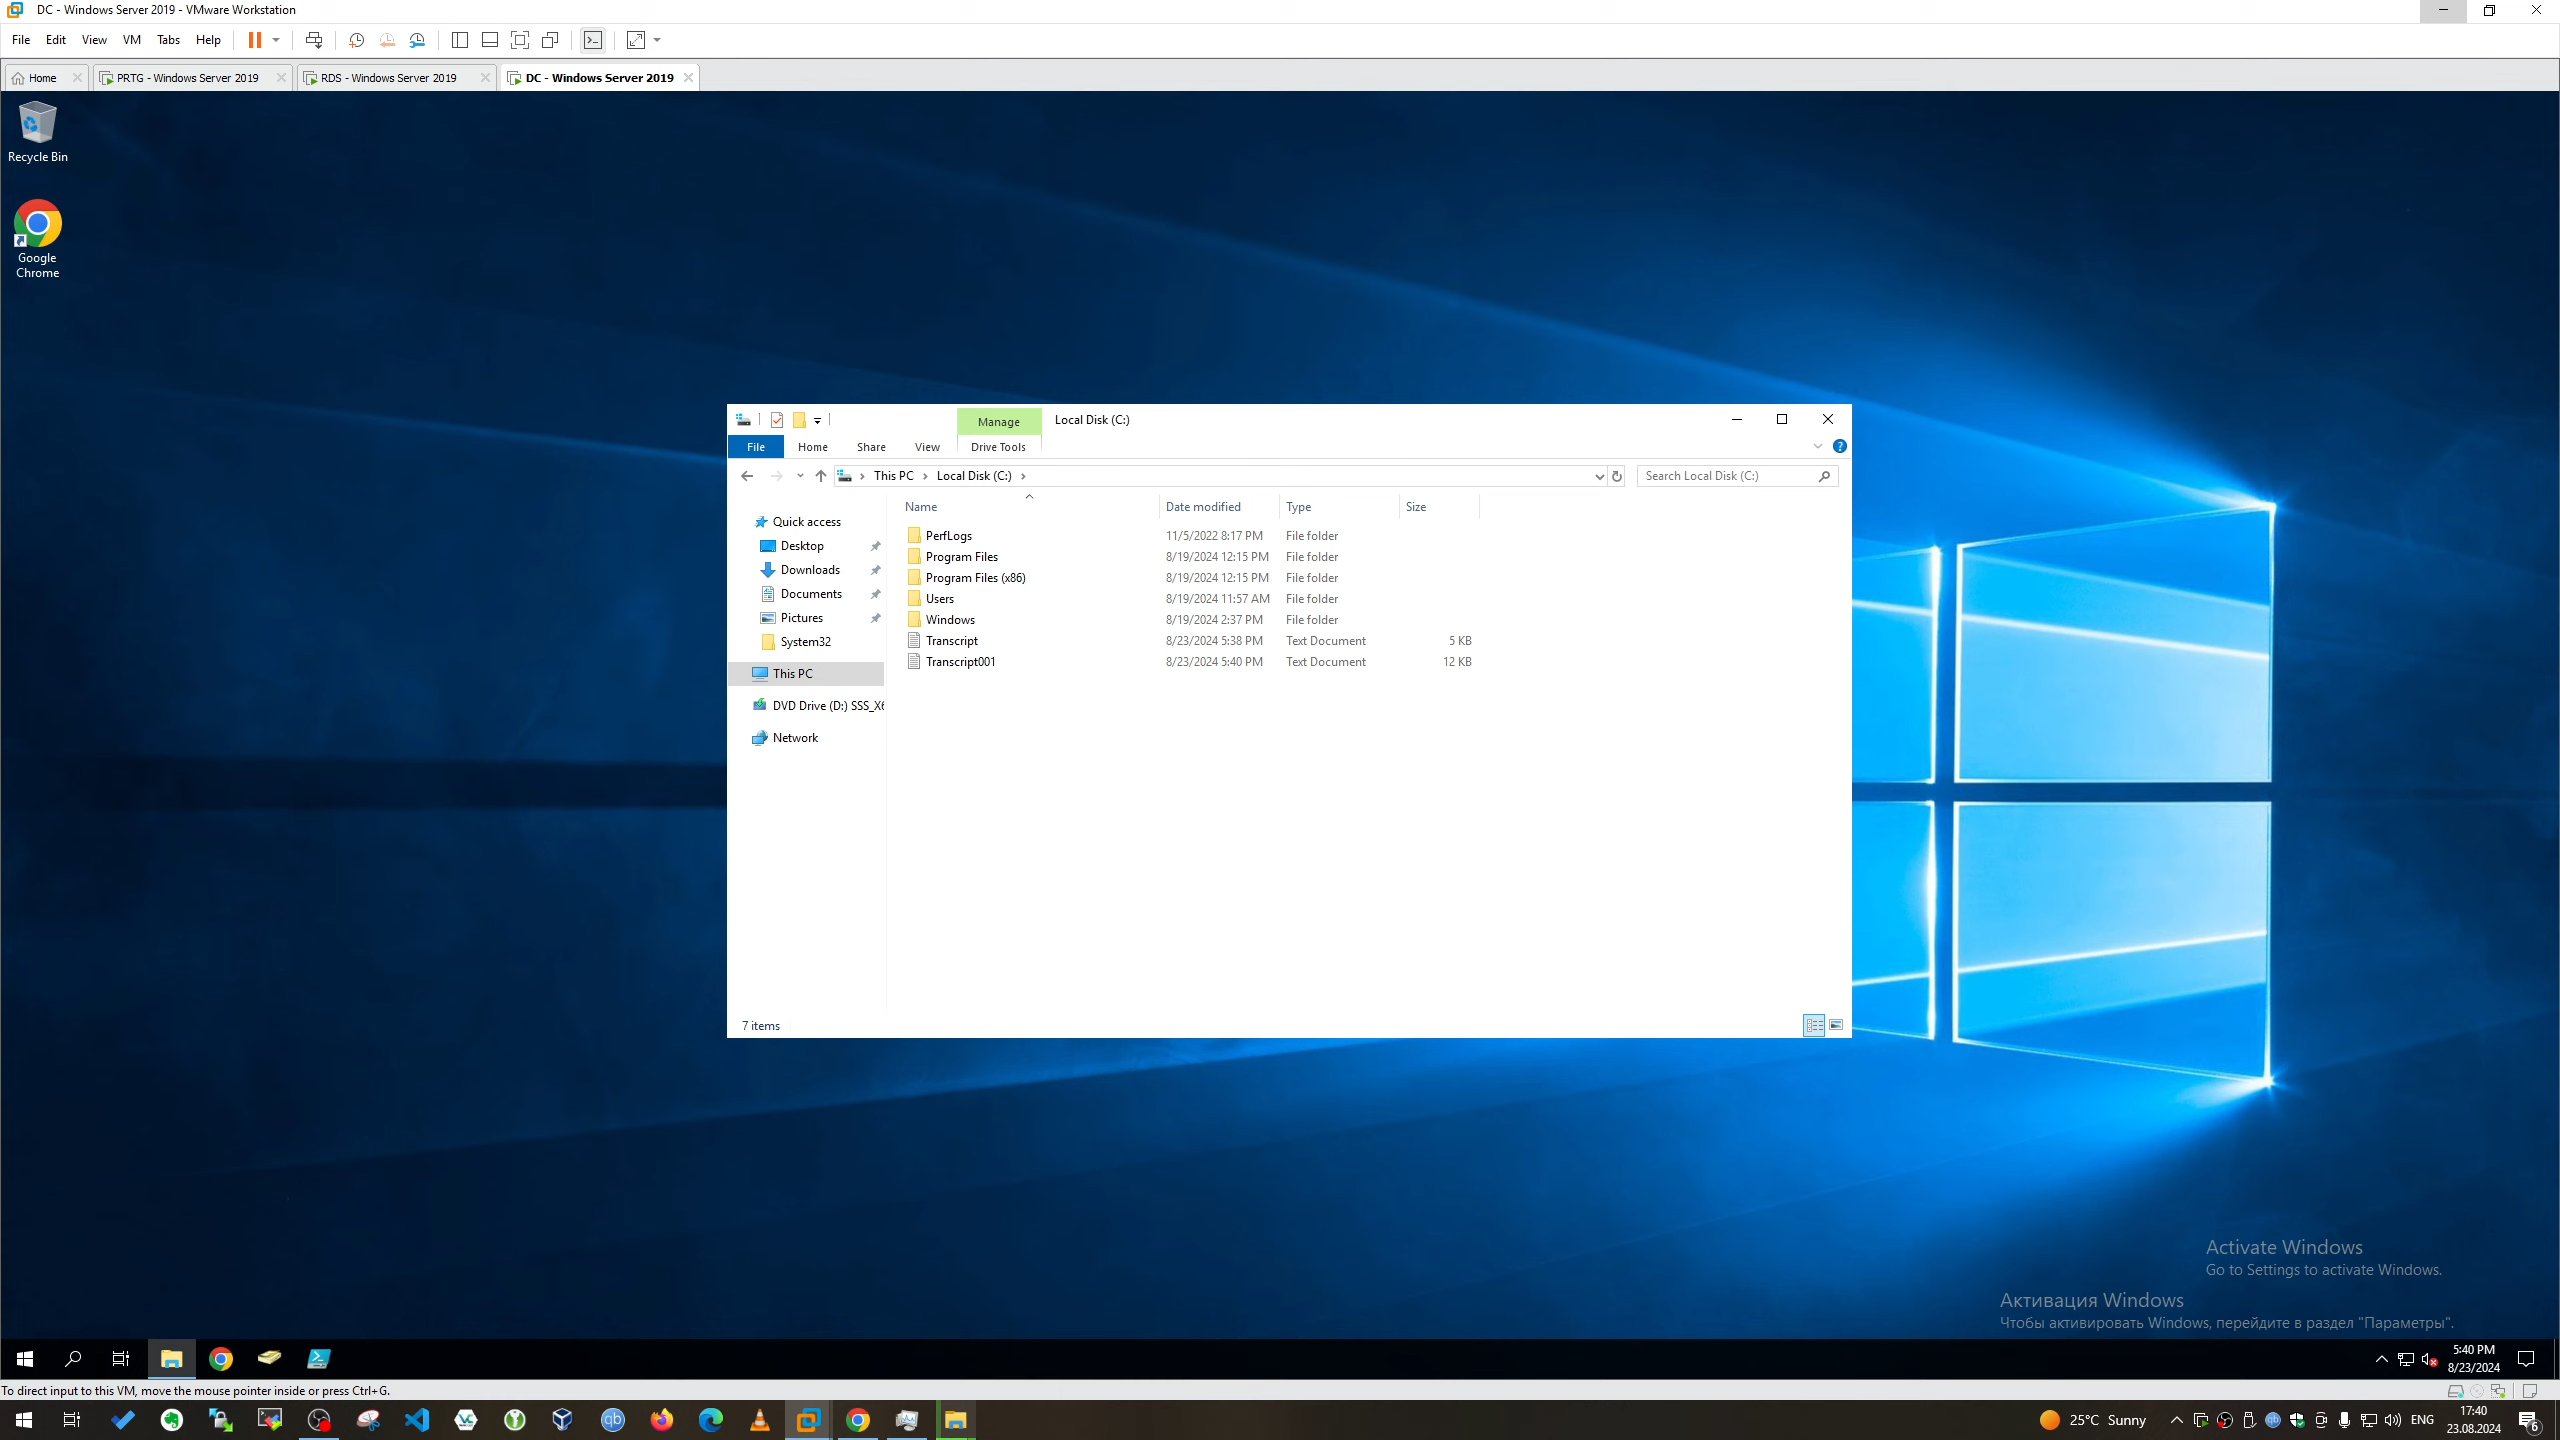 DC - Windows Server 2019 - VMware Workstation
File Edit View VM Tabs Help
Home PRTG - Windows Server 2019 RDS - Windows Server 2019 DC - Windows Server 2019
Recycle Bin
Google
Chrome
Manage Local Disk (C:)
File Home Share View Drive Tools
This PC Local Disk (C:) Search Local Disk (C:)
Name Date modified Type Size
Quick access
Desktop
Downloads
Documents
Pictures
System32
This PC
DVD Drive (D:) SSS_X6
Network
PerfLogs 11/5/2022 8:17 PM File folder
Program Files 8/19/2024 12:15 PM File folder
Program Files (x86) 8/19/2024 12:15 PM File folder
Users 8/19/2024 11:57 AM File folder
Windows 8/19/2024 2:37 PM File folder
Transcript 8/23/2024 5:38 PM Text Document 5 KB
Transcript001 8/23/2024 5:40 PM Text Document 12 KB
7 items
Activate Windows
Go to Settings to activate Windows.
Активация Windows
Чтобы активировать Windows, перейдите в раздел "Параметры".
5:40 PM
8/23/2024
To direct input to this VM, move the mouse pointer inside or press Ctrl+G.
qb
25°C Sunny
ENG
17:40
23.08.2024
6